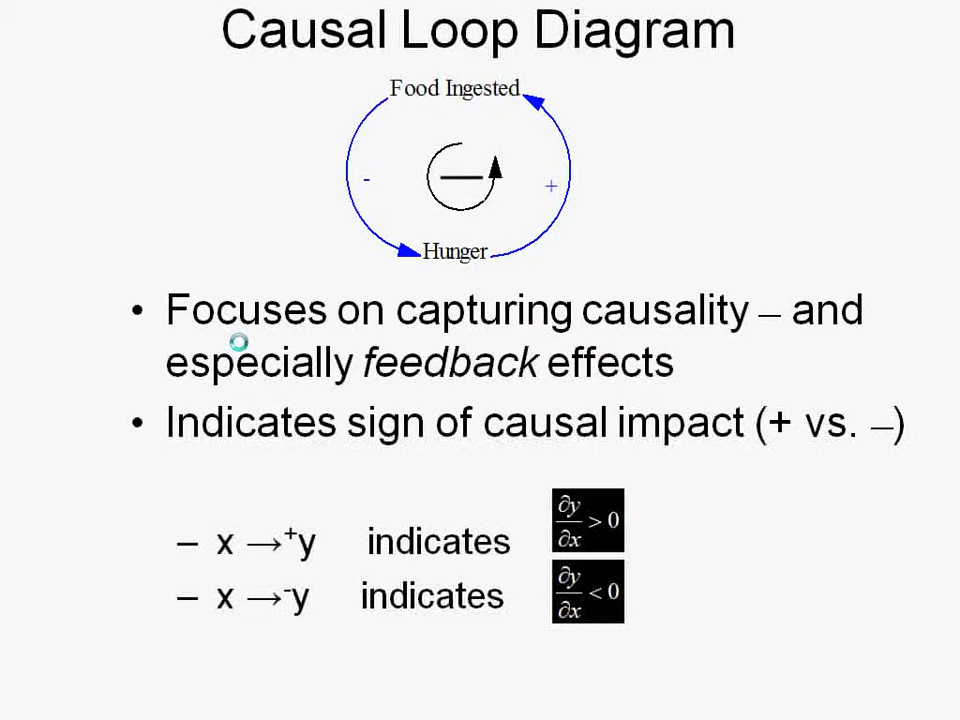 Causal Loop Diagram
Food Ingested
-
+
Hunger
• Focuses on capturing causality – and
especially feedback effects
• Indicates sign of causal impact (+ vs. –)
– x →⁺y indicates ∂y/∂x > 0
– x →⁻y indicates ∂y/∂x < 0